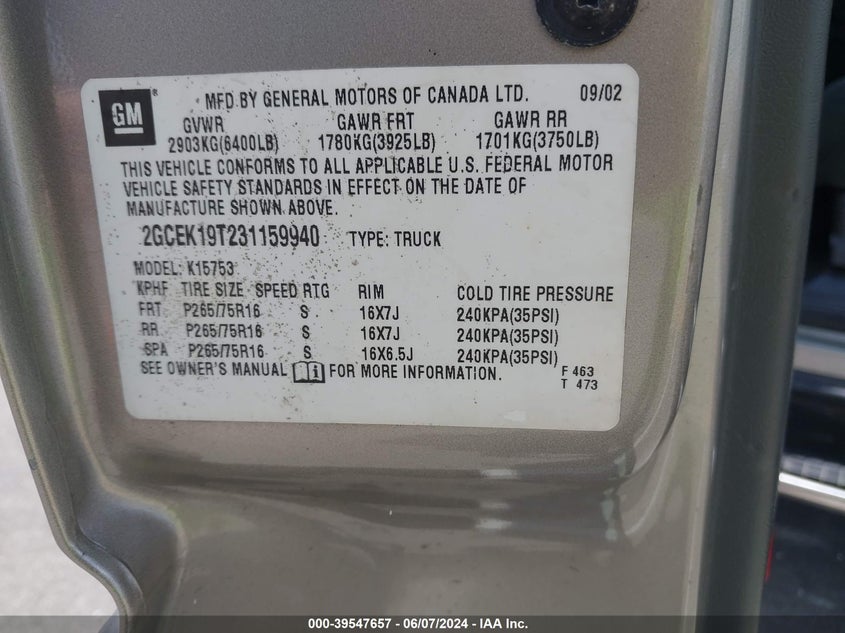 GM ® MFD BY GENERAL MOTORS OF CANADA LTD. 09/02
GVWR GAWR FRT GAWR RR
2903KG(6400LB) 1780KG(3925LB) 1701KG(3750LB)
THIS VEHICLE CONFORMS TO ALL APPLICABLE U.S. FEDERAL MOTOR
VEHICLE SAFETY STANDARDS IN EFFECT ON THE DATE OF
MANUFACTURE SHOWN ABOVE.
2GCEK19T231159940 TYPE: TRUCK
MODEL: K15753
KPHF TIRE SIZE SPEED RTG RIM COLD TIRE PRESSURE
FRT P265/75R16 S 16X7J 240KPA(35PSI)
RR P265/75R16 S 16X7J 240KPA(35PSI)
SPA P265/75R16 S 16X6.5J 240KPA(35PSI)
SEE OWNER'S MANUAL i FOR MORE INFORMATION.
F 463
T 473
000-39547657 - 06/07/2024 - IAA Inc.